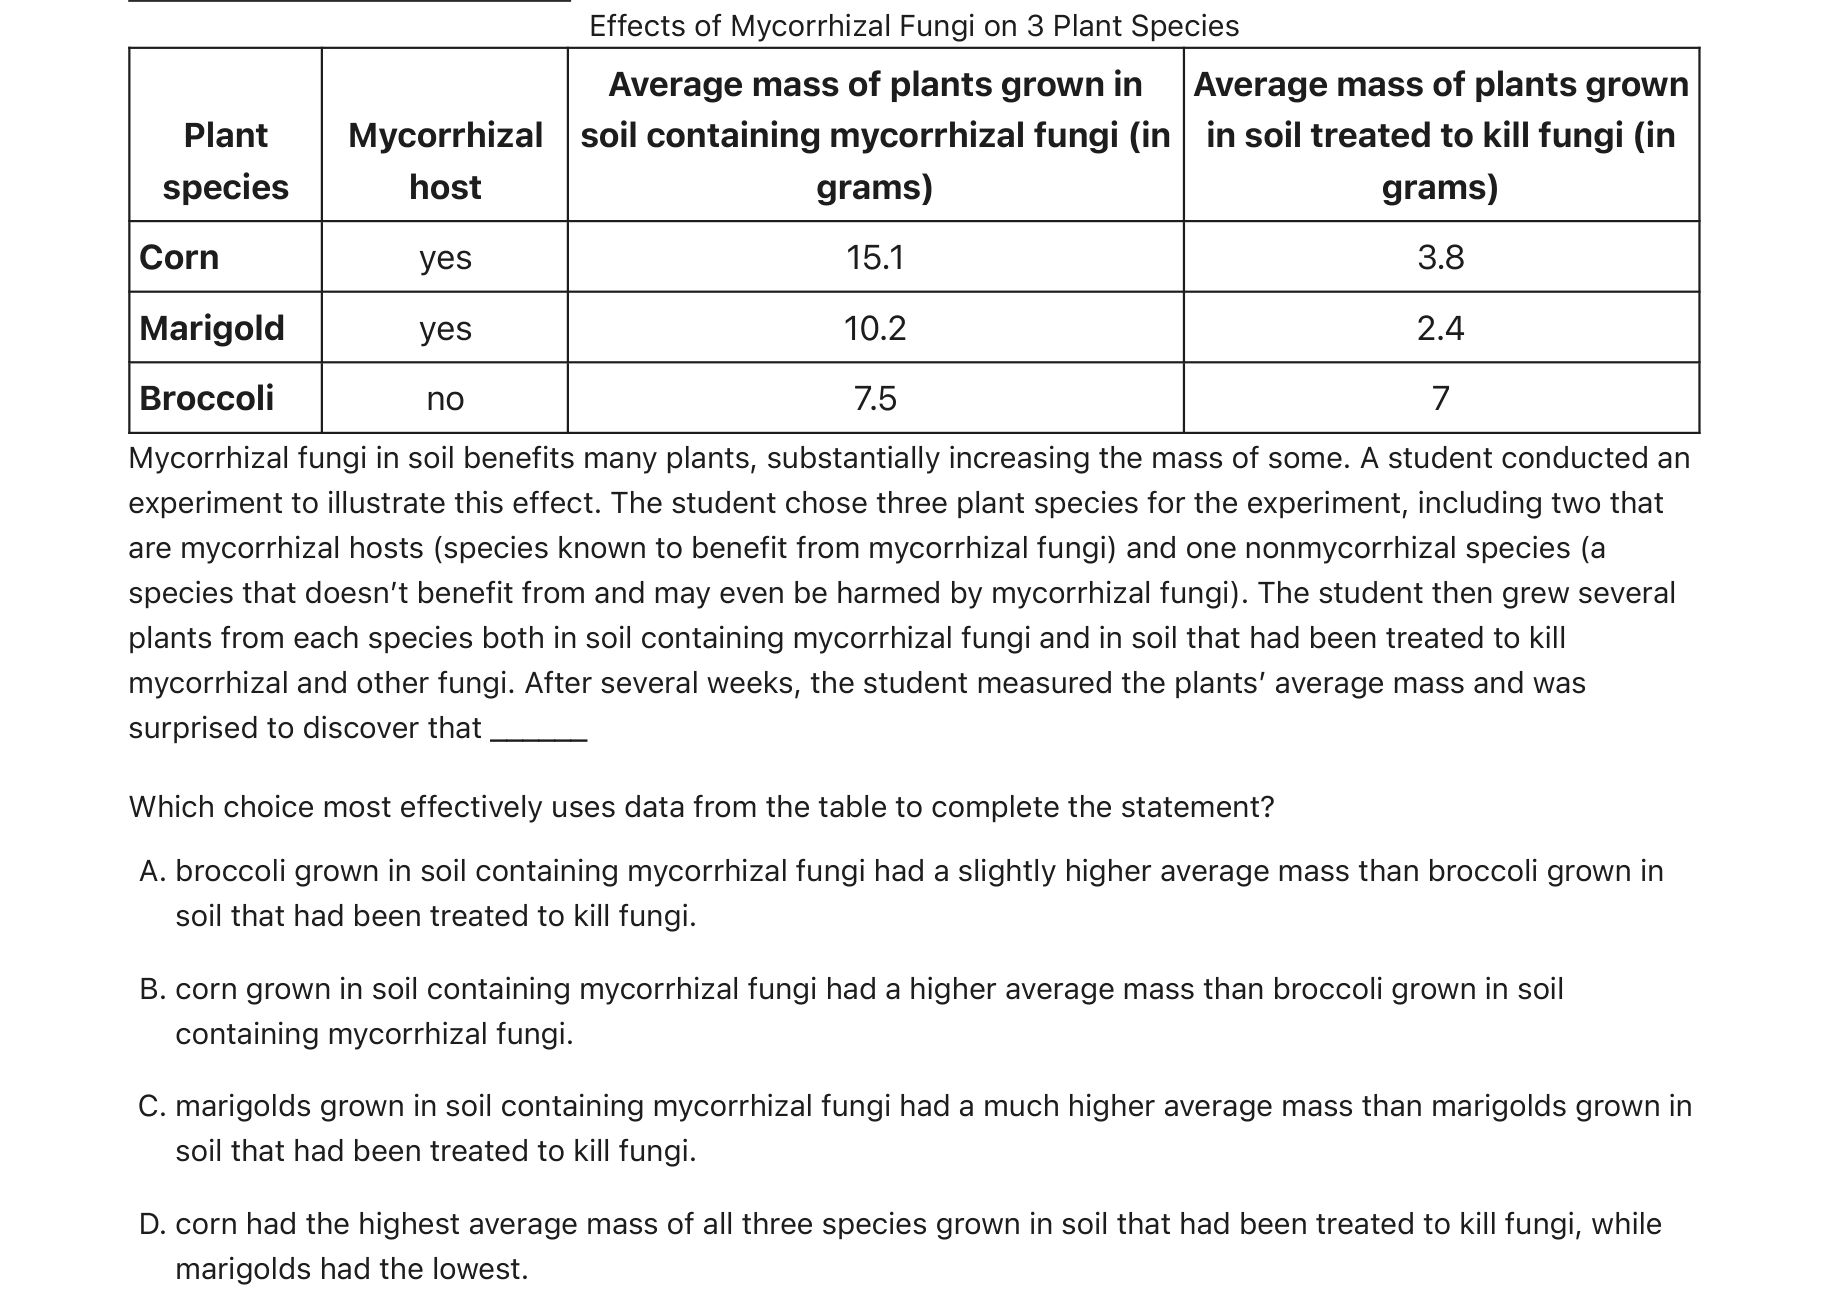 Effects of Mycorrhizal Fungi on 3 Plant Species
Plant species
Mycorrhizal host
Average mass of plants grown in soil containing mycorrhizal fungi (in grams)
Average mass of plants grown in soil treated to kill fungi (in grams)
Corn yes 15.1 3.8
Marigold yes 10.2 2.4
Broccoli no 7.5 7
Mycorrhizal fungi in soil benefits many plants, substantially increasing the mass of some. A student conducted an
experiment to illustrate this effect. The student chose three plant species for the experiment, including two that
are mycorrhizal hosts (species known to benefit from mycorrhizal fungi) and one nonmycorrhizal species (a
species that doesn’t benefit from and may even be harmed by mycorrhizal fungi). The student then grew several
plants from each species both in soil containing mycorrhizal fungi and in soil that had been treated to kill
mycorrhizal and other fungi. After several weeks, the student measured the plants’ average mass and was
surprised to discover that ______
Which choice most effectively uses data from the table to complete the statement?
A. broccoli grown in soil containing mycorrhizal fungi had a slightly higher average mass than broccoli grown in
soil that had been treated to kill fungi.
B. corn grown in soil containing mycorrhizal fungi had a higher average mass than broccoli grown in soil
containing mycorrhizal fungi.
C. marigolds grown in soil containing mycorrhizal fungi had a much higher average mass than marigolds grown in
soil that had been treated to kill fungi.
D. corn had the highest average mass of all three species grown in soil that had been treated to kill fungi, while
marigolds had the lowest.